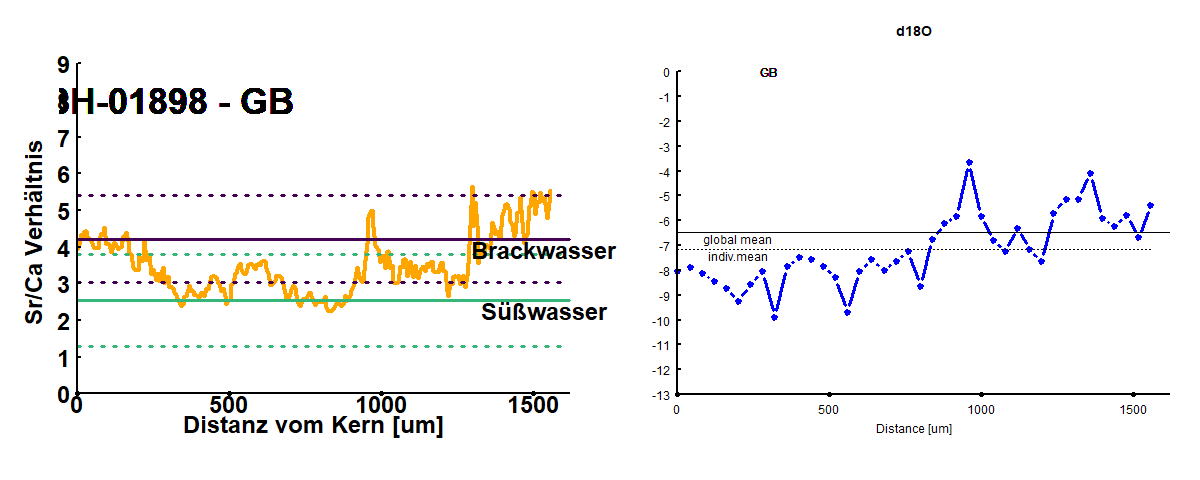 d18O
GB
ЗH-01898 - GB
9
7
6
5
4
3
2
1
0
Sr/Ca Verhältnis
Brackwasser
Süßwasser
0 500 1000 1500
Distanz vom Kern [um]
0
-1
-2
-3
-4
-5
-6
-7
-8
-9
-10
-11
-12
-13
global mean
indiv.mean
0 500 1000 1500
Distance [um]